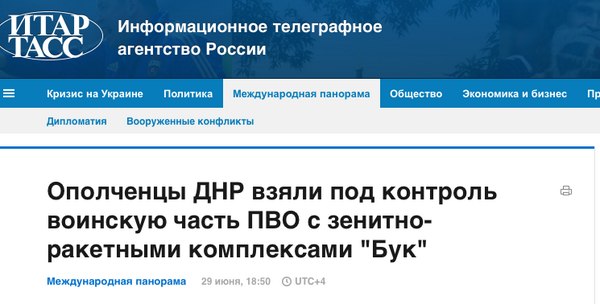 ИТАР
ТАСС
Информационное телеграфное
агентство России
Кризис на Украине Политика Международная панорама Общество Экономика и бизнес
Дипломатия Вооруженные конфликты
Ополченцы ДНР взяли под контроль
воинскую часть ПВО с зенитно-
ракетными комплексами "Бук"
Международная панорама 29 июня, 18:50 UTC+4